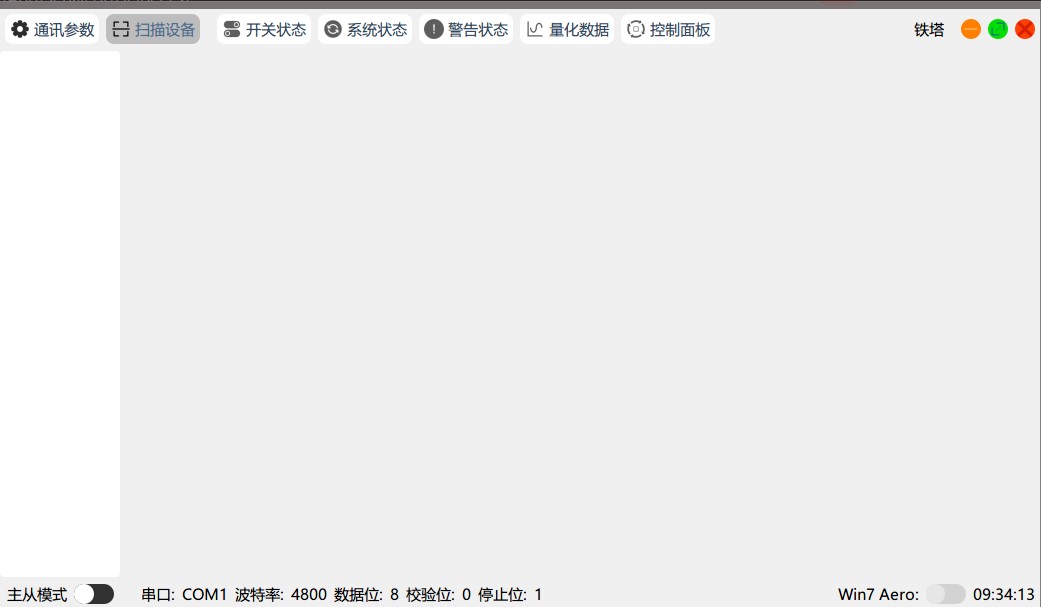 通讯参数 扫描设备 开关状态 系统状态 警告状态 量化数据 控制面板 铁塔
主从模式 串口: COM1 波特率: 4800 数据位: 8 校验位: 0 停止位: 1 Win7 Aero: 09:34:13